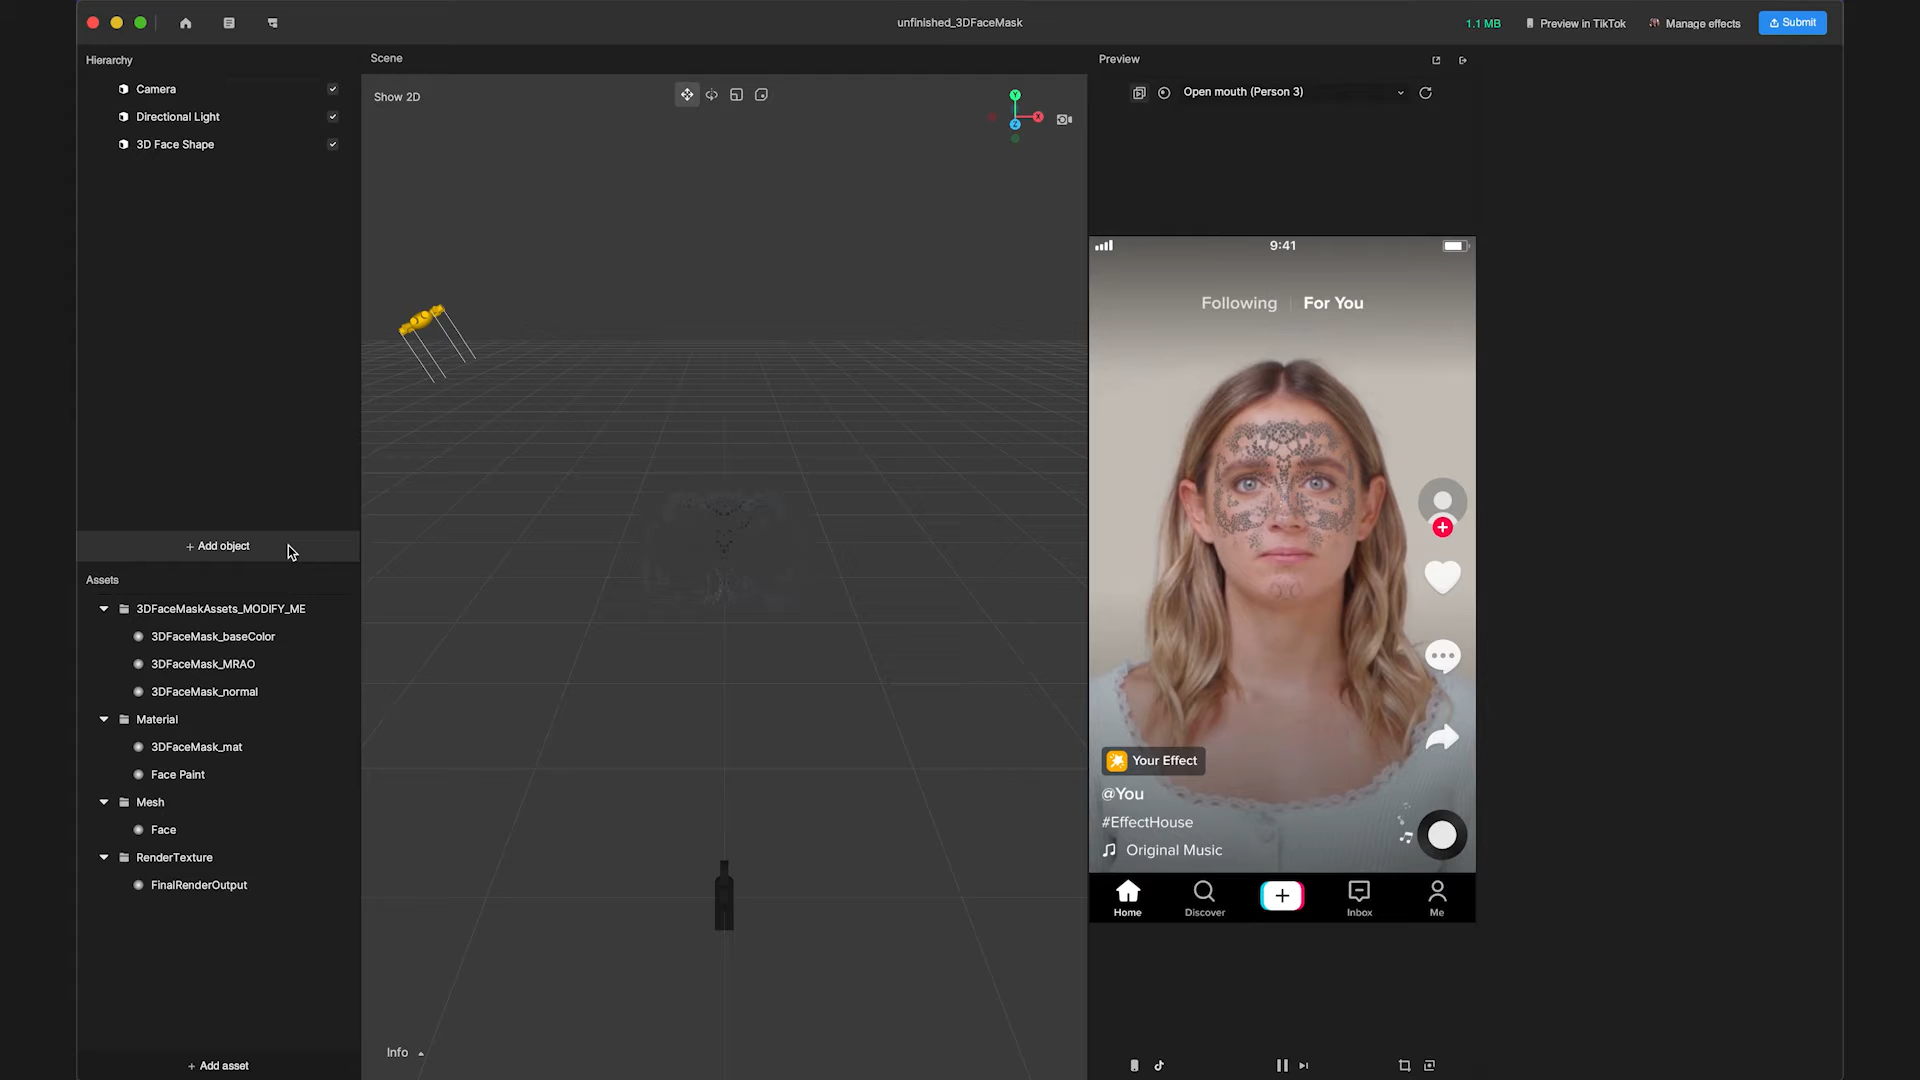 unfinished_3DFaceMask
1.1 MB
Preview in TikTok
Manage effects
Submit
Hierarchy
Camera
Directional Light
3D Face Shape
+ Add object
Assets
3DFaceMaskAssets_MODIFY_ME
3DFaceMask_baseColor
3DFaceMask_MRAO
3DFaceMask_normal
Material
3DFaceMask_mat
Face Paint
Mesh
Face
RenderTexture
FinalRenderOutput
+ Add asset
Scene
Show 2D
Y
X
Z
Info
Preview
Open mouth (Person 3)
9:41
Following
For You
Your Effect
@You
#EffectHouse
Original Music
Home
Discover
Inbox
Me